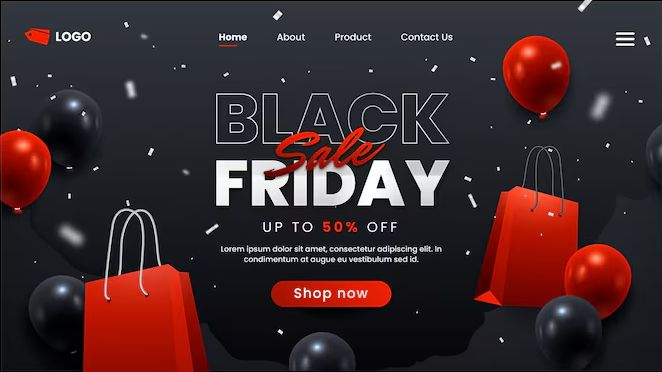 LOGO
Home About Product Contact Us
BLACK
Sale
FRIDAY
UP TO 50% OFF
Lorem ipsum dolor sit amet, consectetur adipiscing elit. In
condimentum at augue eu vestibulum sed id.
Shop now